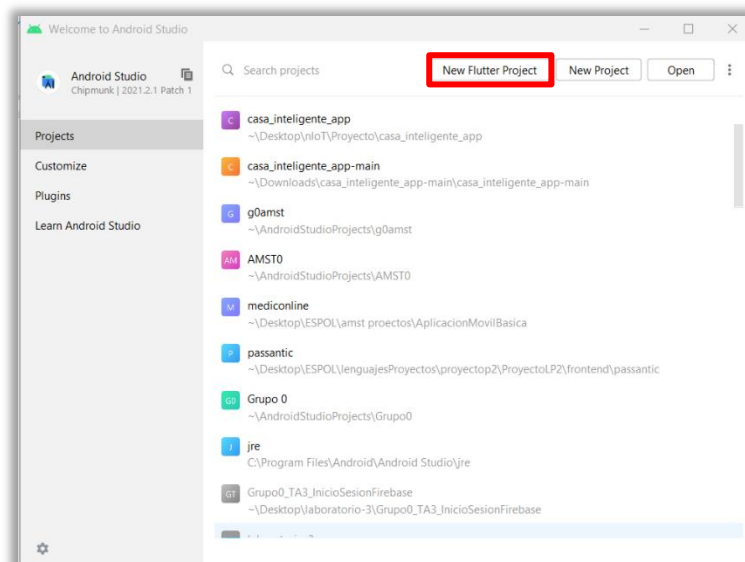 Welcome to Android Studio
Android Studio
Chipmunk | 2021.2.1 Patch 1
Projects
Customize
Plugins
Learn Android Studio
Search projects
New Flutter Project
New Project
Open
C
casa_inteligente_app
~\Desktop\nIoT\Proyecto\casa_inteligente_app
C
casa_inteligente_app-main
~\Downloads\casa_inteligente_app-main\casa_inteligente_app-main
G
g0amst
~\AndroidStudioProjects\g0amst
AM
AMST0
~\AndroidStudioProjects\AMST0
M
mediconline
~\Desktop\ESPOL\amst proectos\AplicacionMovilBasica
P
passantic
~\Desktop\ESPOL\lenguajesProyectos\proyectop2\ProyectoLP2\frontend\passantic
G0
Grupo 0
~\AndroidStudioProjects\Grupo0
J
jre
C:\Program Files\Android\Android Studio\jre
GT
Grupo0_TA3_InicioSesionFirebase
~\Desktop\laboratorio-3\Grupo0_TA3_InicioSesionFirebase